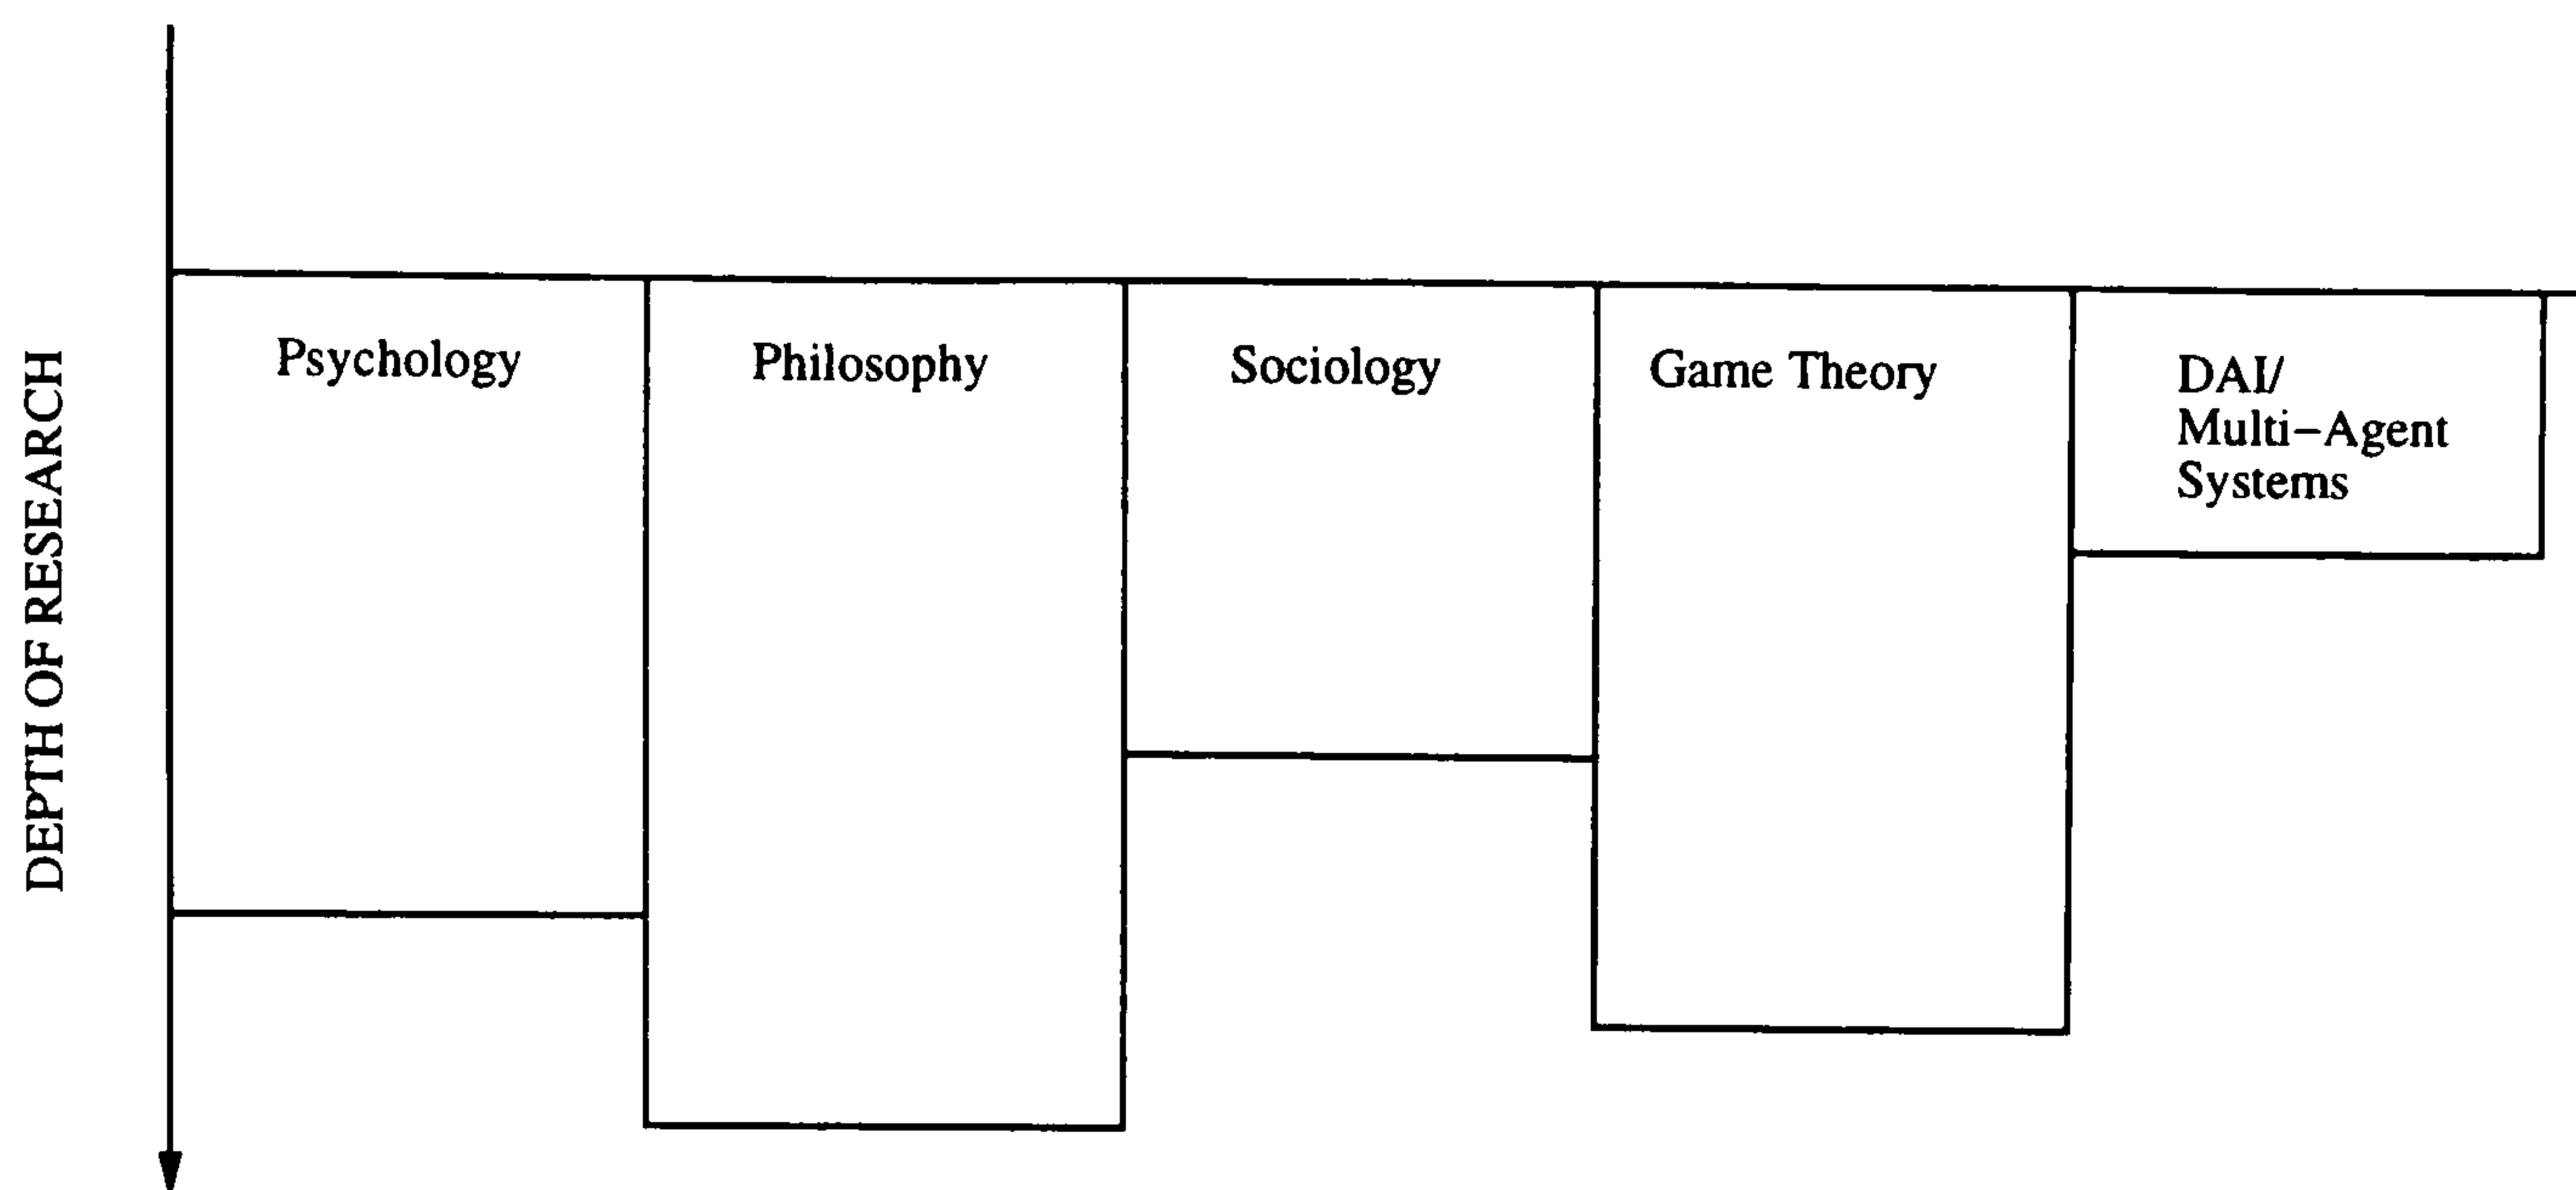 DEPTH OF RESEARCH
Psychology
Philosophy
Sociology
Game Theory
DAI/
Multi-Agent
Systems